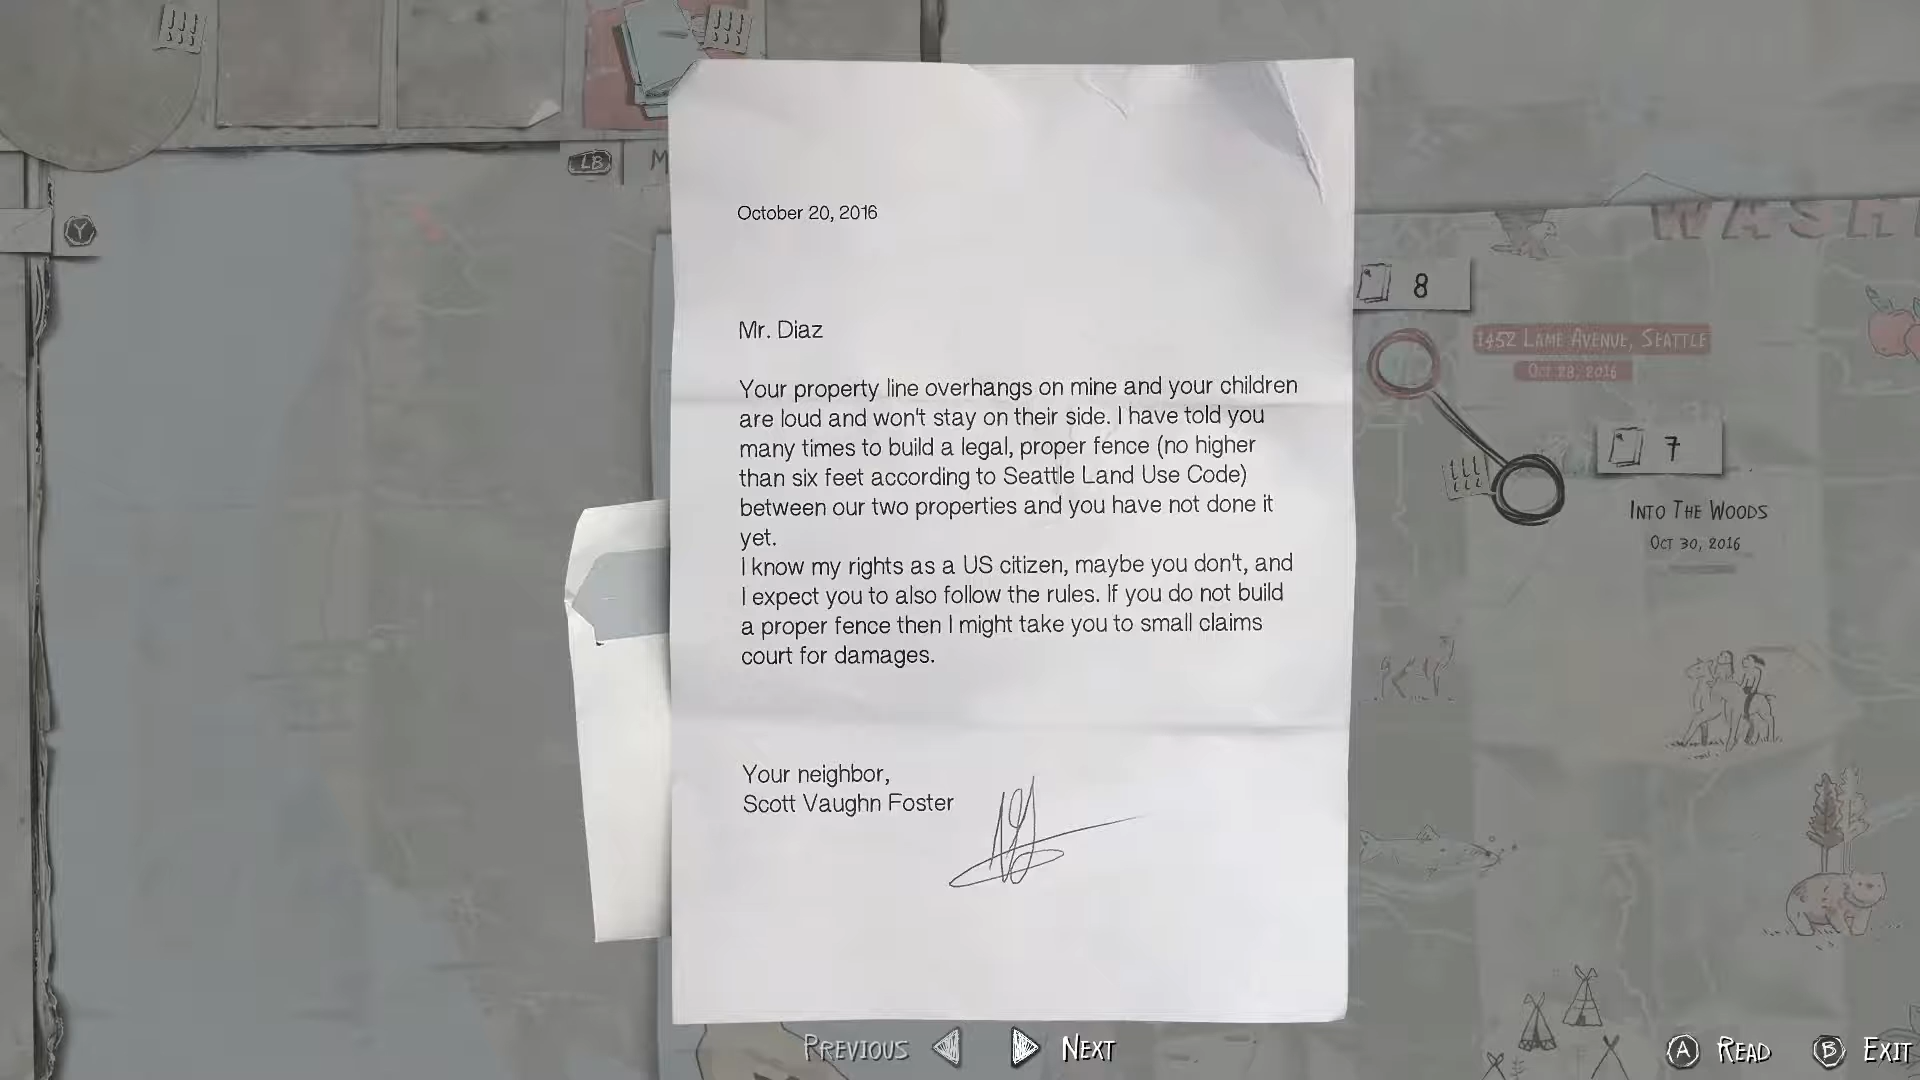 LB
M
Y
October 20, 2016
Mr. Diaz
Your property line overhangs on mine and your children
are loud and won't stay on their side. I have told you
many times to build a legal, proper fence (no higher
than six feet according to Seattle Land Use Code)
between our two properties and you have not done it
yet.
I know my rights as a US citizen, maybe you don't, and
I expect you to also follow the rules. If you do not build
a proper fence then I might take you to small claims
court for damages.
Your neighbor,
Scott Vaughn Foster
WASH
8
1452 LAME AVENUE, SEATTLE
OCT 28, 2016
7
INTO THE WOODS
OCT 30, 2016
PREVIOUS
NEXT
A READ
B EXIT